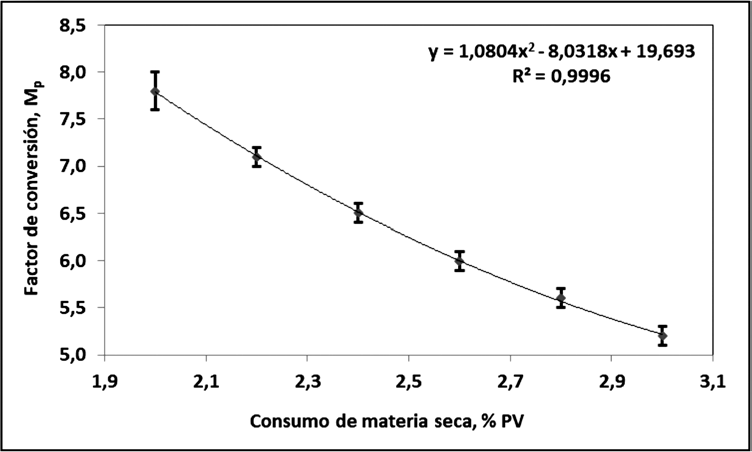 y = 1,0804x² - 8,0318x + 19,693
R² = 0,9996
8,5
8,0
7,5
7,0
6,5
6,0
5,5
5,0
Factor de conversión, Mp
1,9 2,1 2,3 2,5 2,7 2,9 3,1
Consumo de materia seca, % PV